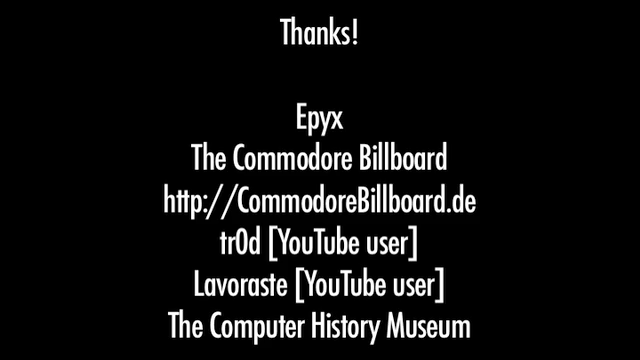 Thanks!
Epyx
The Commodore Billboard
http://CommodoreBillboard.de
tr0d [YouTube user]
Lavoraste [YouTube user]
The Computer History Museum